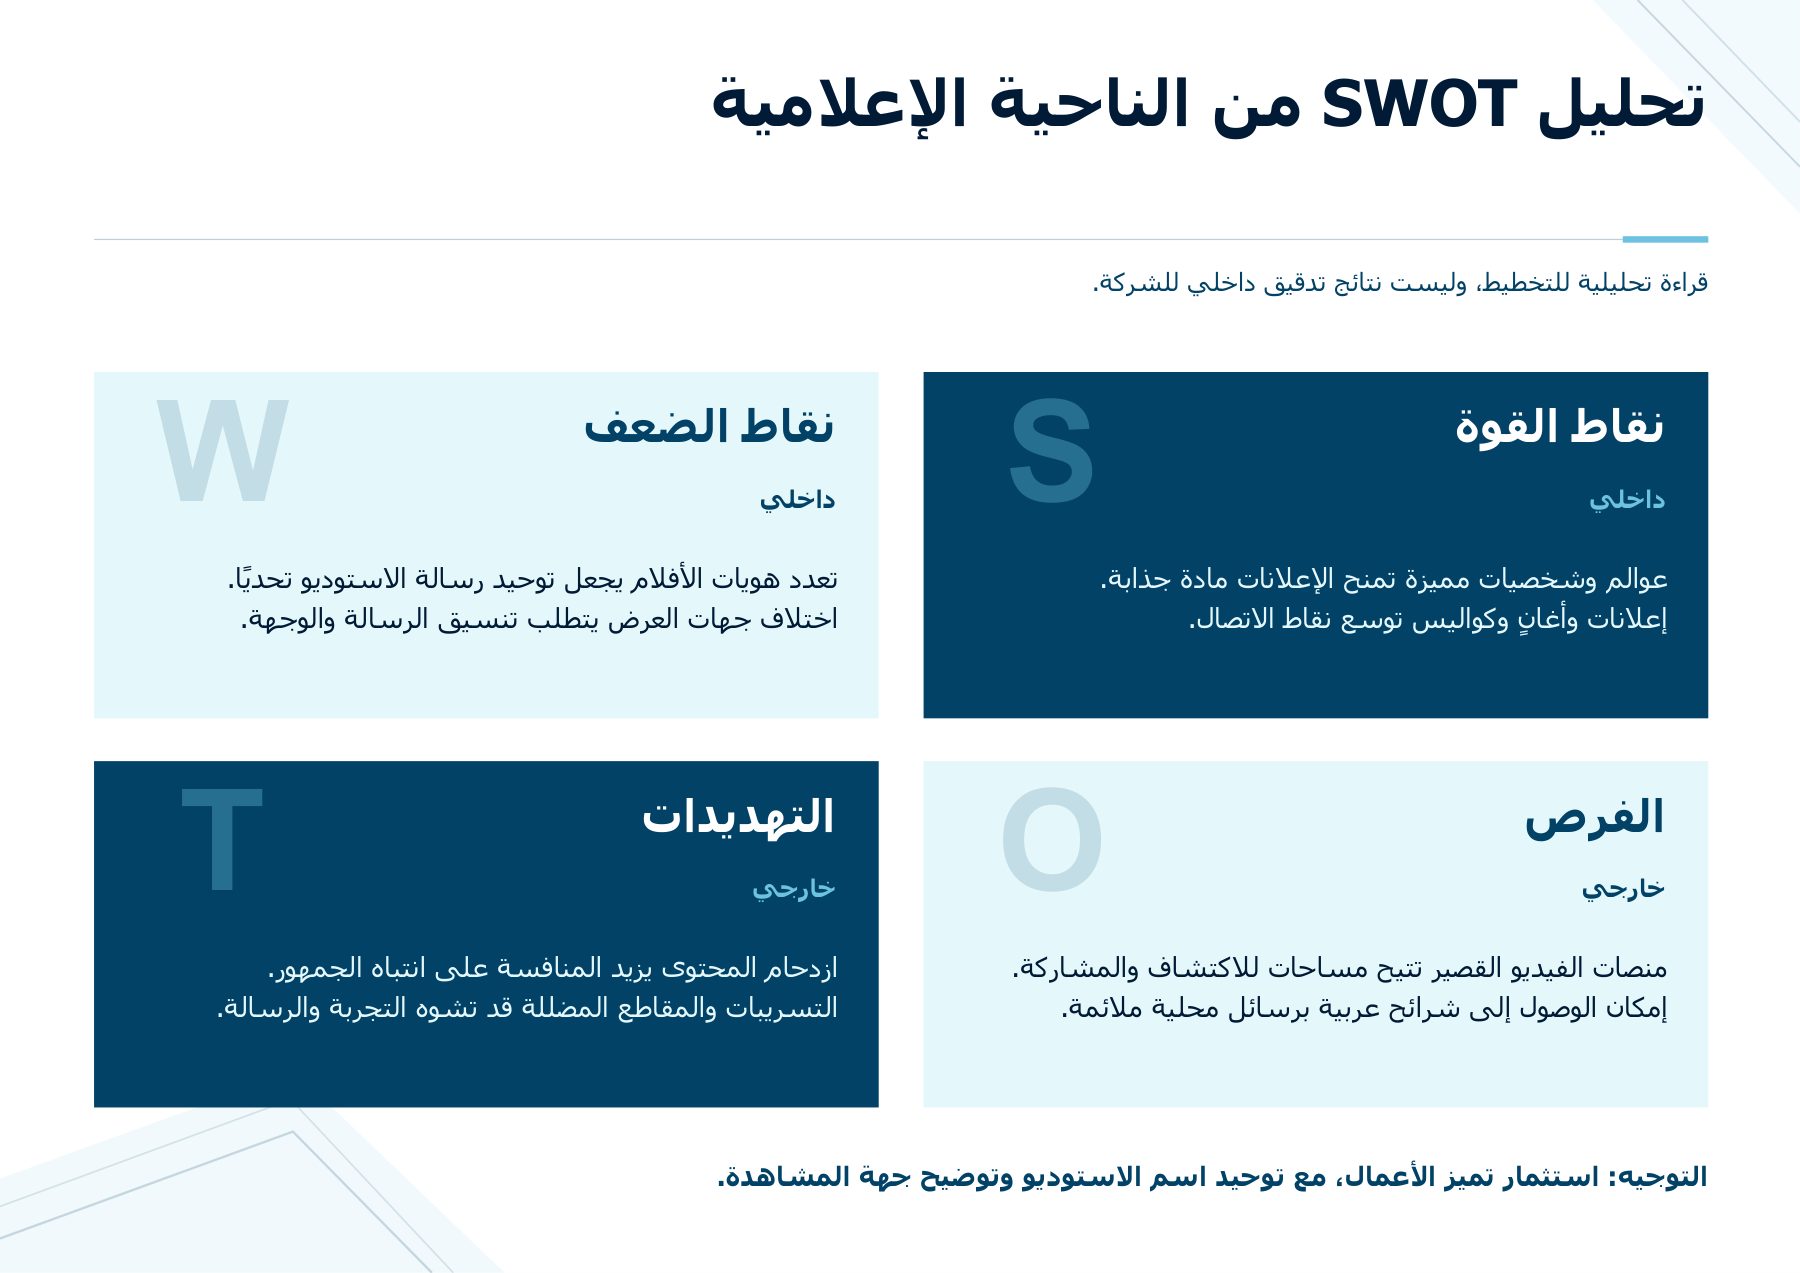 تحليل SWOT من الناحية الإعلامية
قراءة تحليلية للتخطيط، وليست نتائج تدقيق داخلي للشركة.
نقاط القوة
S
داخلي
عوالم وشخصيات مميزة تمنح الإعلانات مادة جذابة.
إعلانات وأغانٍ وكواليس توسع نقاط الاتصال.
نقاط الضعف
W
داخلي
تعدد هويات الأفلام يجعل توحيد رسالة الاستوديو تحديًا.
اختلاف جهات العرض يتطلب تنسيق الرسالة والوجهة.
الفرص
O
خارجي
منصات الفيديو القصير تتيح مساحات للاكتشاف والمشاركة.
إمكان الوصول إلى شرائح عربية برسائل محلية ملائمة.
التهديدات
T
خارجي
ازدحام المحتوى يزيد المنافسة على انتباه الجمهور.
التسريبات والمقاطع المضللة قد تشوه التجربة والرسالة.
التوجيه: استثمار تميز الأعمال، مع توحيد اسم الاستوديو وتوضيح جهة المشاهدة.